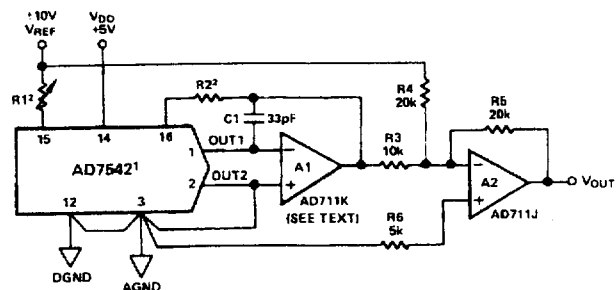 ±10V
VREF
VDD
+5V
R1²
R2²
C1
33pF
R4
20k
R5
20k
15
14
16
1
OUT1
2
OUT2
AD7542¹
12
3
A1
AD711K
(SEE TEXT)
R3
10k
A2
AD711J
VOUT
R6
5k
DGND
AGND